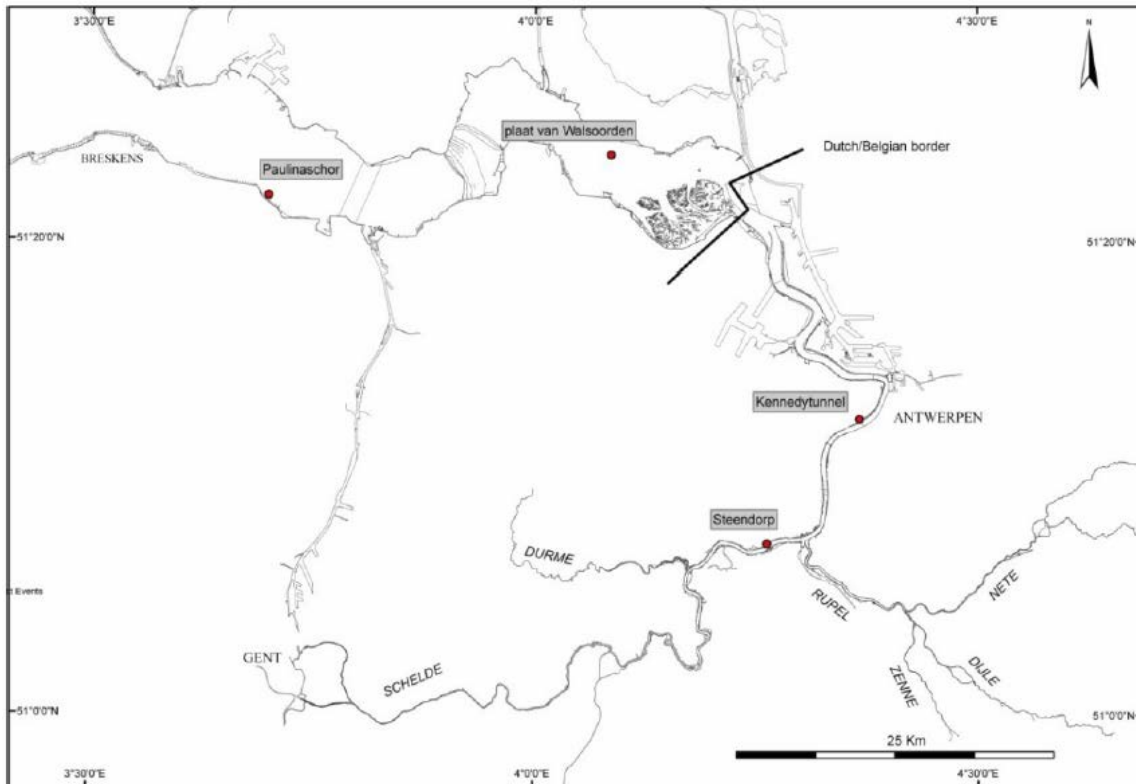 3°30'0"E
4°0'0"E
4°30'0"E
N
plaat van Walsoorden
Dutch/Belgian border
BRESKENS
Paulinaschor
51°20'0"N
51°20'0"N
Kennedytunnel
ANTWERPEN
Steendorp
DURME
Events
RUPEL
NETE
GENT
SCHELDE
ZENNE
DIJLE
51°0'0"N
51°0'0"N
25 Km
3°30'0"E
4°0'0"E
4°30'0"E